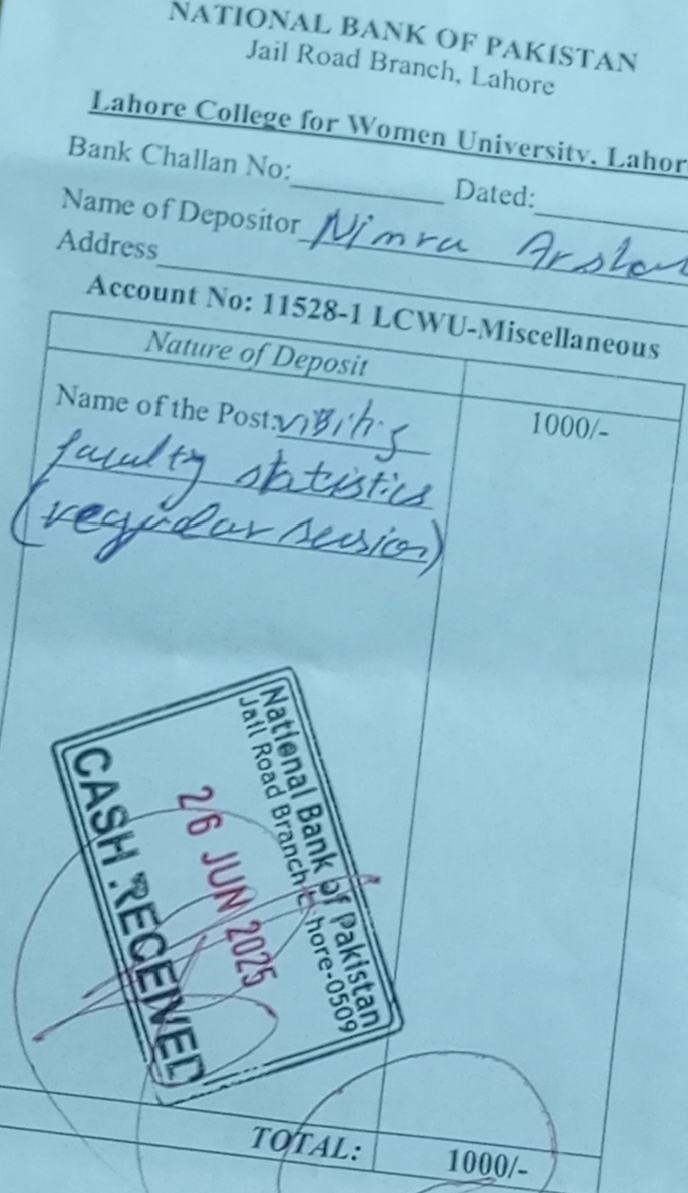 NATIONAL BANK OF PAKISTAN
Jail Road Branch, Lahore
Lahore College for Women University, Lahor
Bank Challan No:
Dated:
Name of Depositor Nimra Arsla
Address
Account No: 11528-1 LCWU-Miscellaneous
Nature of Deposit
Name of the Post: visiting 1000/-
faculty statistics
(regular session)
National Bank of Pakistan
Jail Road Branch L hore-0509
26 JUN 2025
CASH RECEIVED
TOTAL: 1000/-